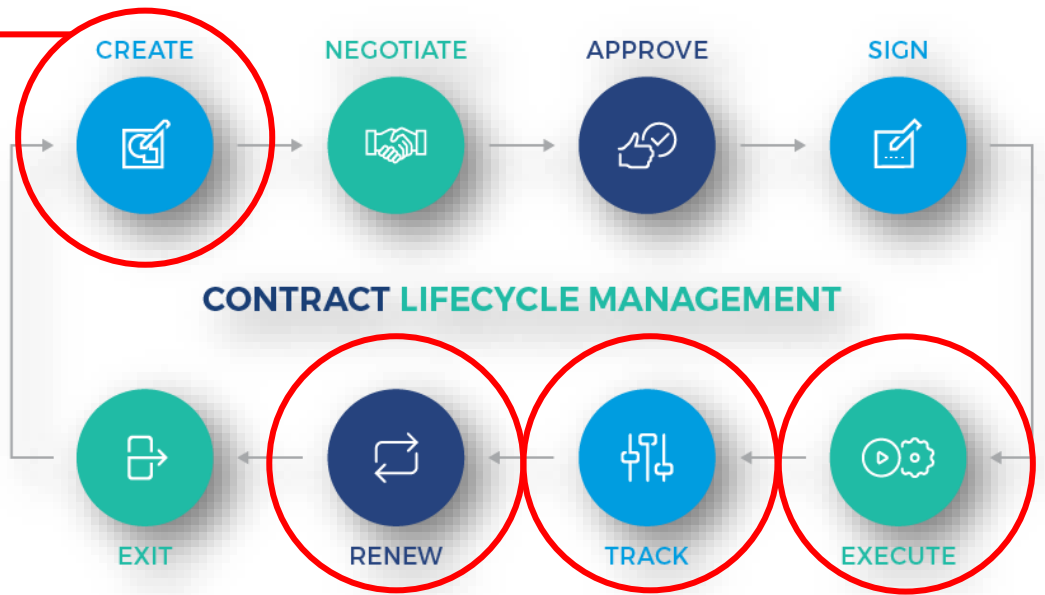 CREATE
NEGOTIATE
APPROVE
SIGN
CONTRACT LIFECYCLE MANAGEMENT
EXIT
RENEW
TRACK
EXECUTE